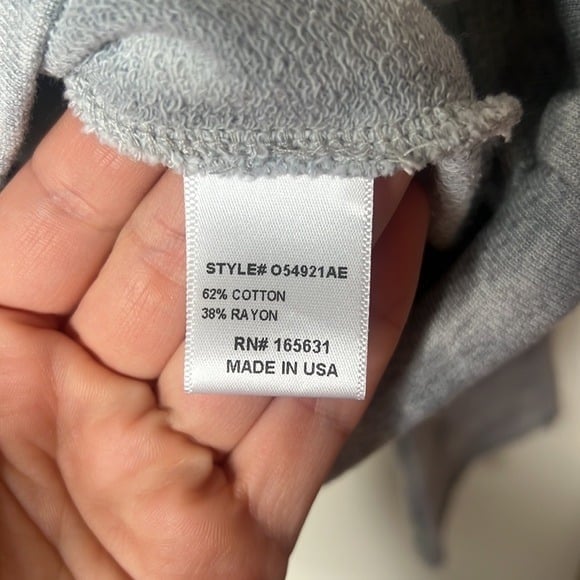 STYLE# O54921AE
62% COTTON
38% RAYON
RN# 165631
MADE IN USA